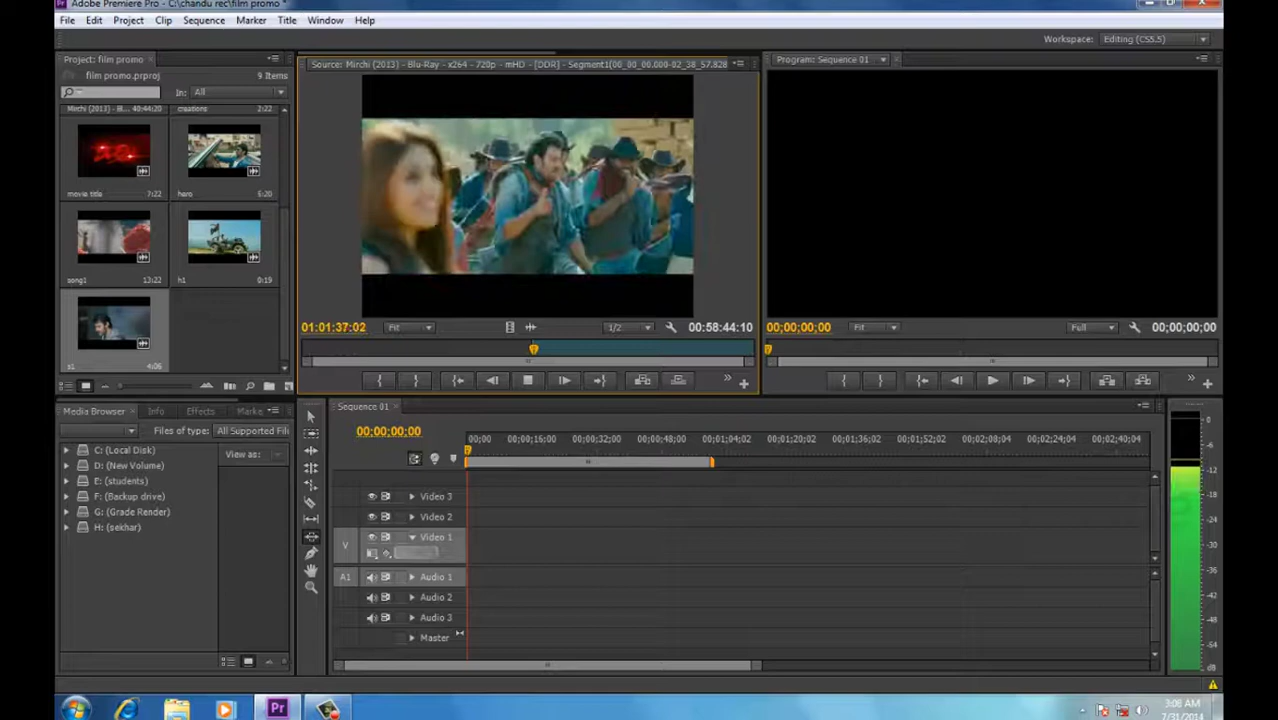 Adobe Premiere Pro - C:\chandu rec\film promo *
File Edit Project Clip Sequence Marker Title Window Help
Workspace: Editing (CS5.5)
Project: film promo
film promo.prproj 9 Items
In: All
Mirchi (2013) - Bl... 40:44:20 creations 2:22
movie title 7:22 hero 5:20
song1 13:22 h1 0:19
s1 4:06
Source: Mirchi (2013) - Blu-Ray - x264 - 720p - mHD - [DDR] - Segment1(00_00_00.000-02_38_57.828
01:01:37:02 Fit 1/2 00:58:44:10
Program: Sequence 01
00;00;00;00 Fit Full 00;00;00;00
Media Browser Info Effects Marke
Files of type: All Supported Fil
View as:
C: (Local Disk)
D: (New Volume)
E: (students)
F: (Backup drive)
G: (Grade Render)
H: (sekhar)
Sequence 01
00;00;00;00
00;00 00;00;16;00 00;00;32;00 00;00;48;00 00;01;04;02 00;01;20;02 00;01;36;02 00;01;52;02 00;02;08;04 00;02;24;04 00;02;40;04
Video 3
Video 2
V Video 1
A1 Audio 1
Audio 2
Audio 3
Master
0
-6
-12
-18
-24
-30
-36
-42
-48
-54
dB
Pr
3:06 AM
7/31/2014